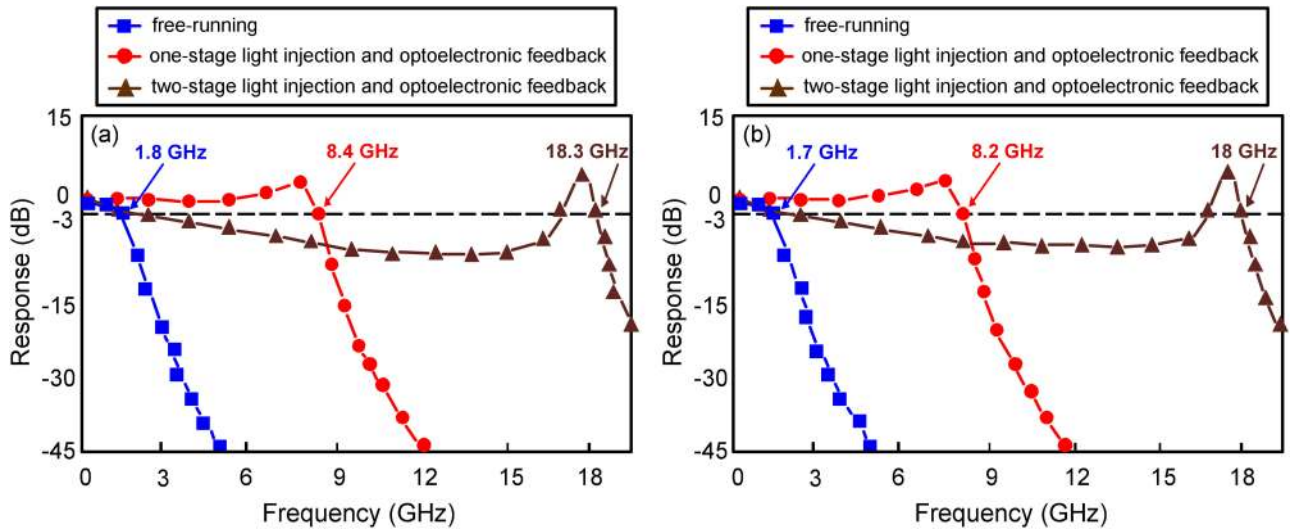 free-running
one-stage light injection and optoelectronic feedback
two-stage light injection and optoelectronic feedback
(a)
1.8 GHz
8.4 GHz
18.3 GHz
15
0
-3
-15
-30
-45
Response (dB)
0 3 6 9 12 15 18
Frequency (GHz)
free-running
one-stage light injection and optoelectronic feedback
two-stage light injection and optoelectronic feedback
(b)
1.7 GHz
8.2 GHz
18 GHz
15
0
-3
-15
-30
-45
Response (dB)
0 3 6 9 12 15 18
Frequency (GHz)